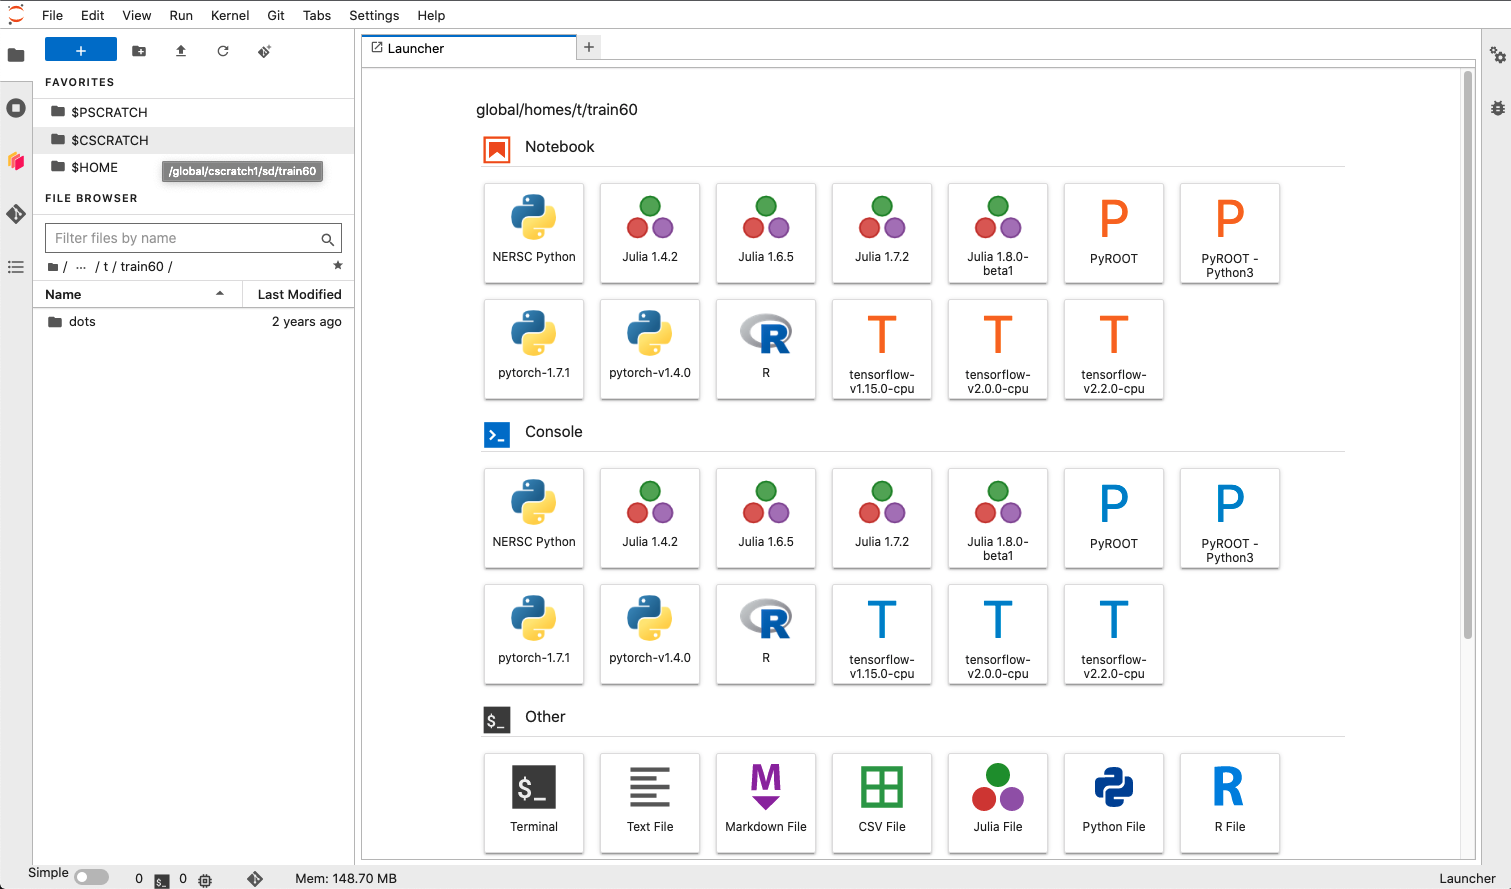 File Edit View Run Kernel Git Tabs Settings Help
+
FAVORITES
$PSCRATCH
$CSCRATCH
$HOME
/global/cscratch1/sd/train60
FILE BROWSER
Filter files by name
/ ... / t / train60 /
Name Last Modified
dots 2 years ago
Launcher +
global/homes/t/train60
Notebook
NERSC Python
Julia 1.4.2
Julia 1.6.5
Julia 1.7.2
Julia 1.8.0-
beta1
P
PyROOT
P
PyROOT -
Python3
pytorch-1.7.1
pytorch-v1.4.0
R
R
T
tensorflow-
v1.15.0-cpu
T
tensorflow-
v2.0.0-cpu
T
tensorflow-
v2.2.0-cpu
>_ Console
NERSC Python
Julia 1.4.2
Julia 1.6.5
Julia 1.7.2
Julia 1.8.0-
beta1
P
PyROOT
P
PyROOT -
Python3
pytorch-1.7.1
pytorch-v1.4.0
R
R
T
tensorflow-
v1.15.0-cpu
T
tensorflow-
v2.0.0-cpu
T
tensorflow-
v2.2.0-cpu
$_ Other
$_
Terminal
Text File
M
Markdown File
CSV File
Julia File
Python File
R
R File
Simple 0 $_ 0 Mem: 148.70 MB Launcher